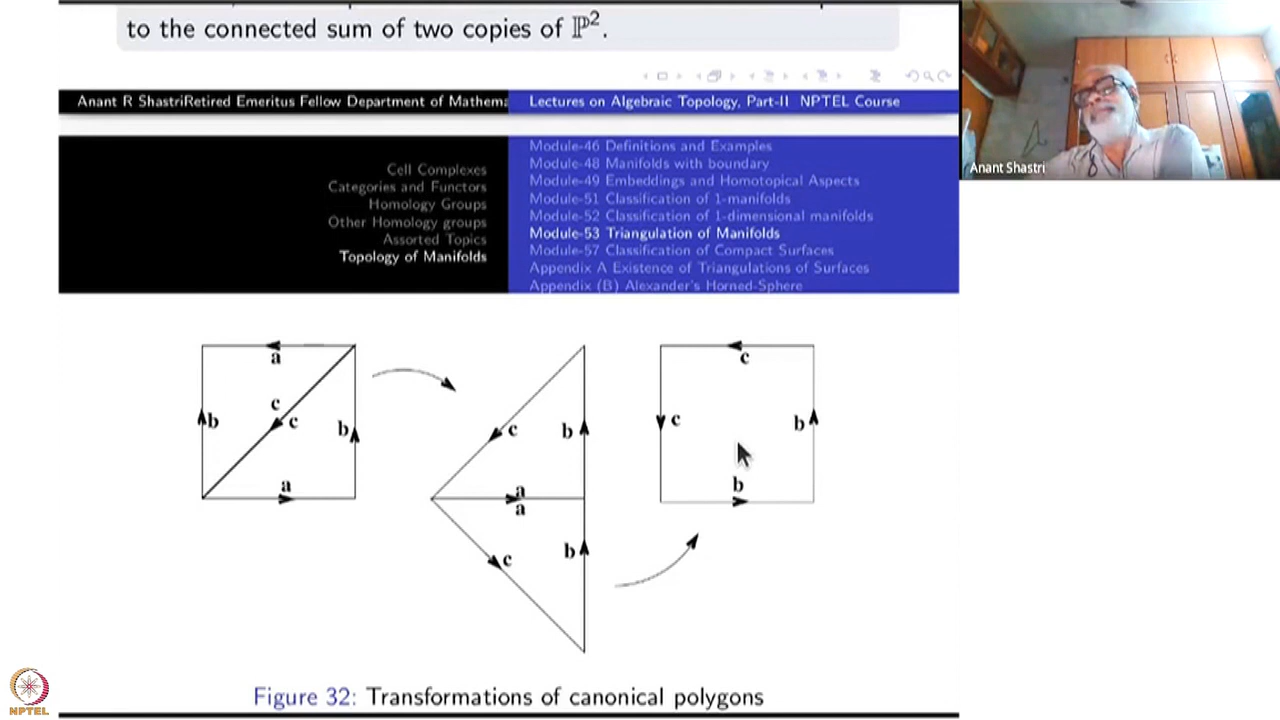 to the connected sum of two copies of ℙ².
Anant R ShastriRetired Emeritus Fellow Department of Mathema
Lectures on Algebraic Topology, Part-II NPTEL Course
Cell Complexes
Categories and Functors
Homology Groups
Other Homology groups
Assorted Topics
Topology of Manifolds
Module-46 Definitions and Examples
Module-48 Manifolds with boundary
Module-49 Embeddings and Homotopical Aspects
Module-51 Classification of 1-manifolds
Module-52 Classification of 1-dimensional manifolds
Module-53 Triangulation of Manifolds
Module-57 Classification of Compact Surfaces
Appendix A Existence of Triangulations of Surfaces
Appendix (B) Alexander's Horned-Sphere
Anant Shastri
a
c
b
c
b
a
c
b
a
a
c
b
c
c
b
b
Figure 32: Transformations of canonical polygons
NPTEL